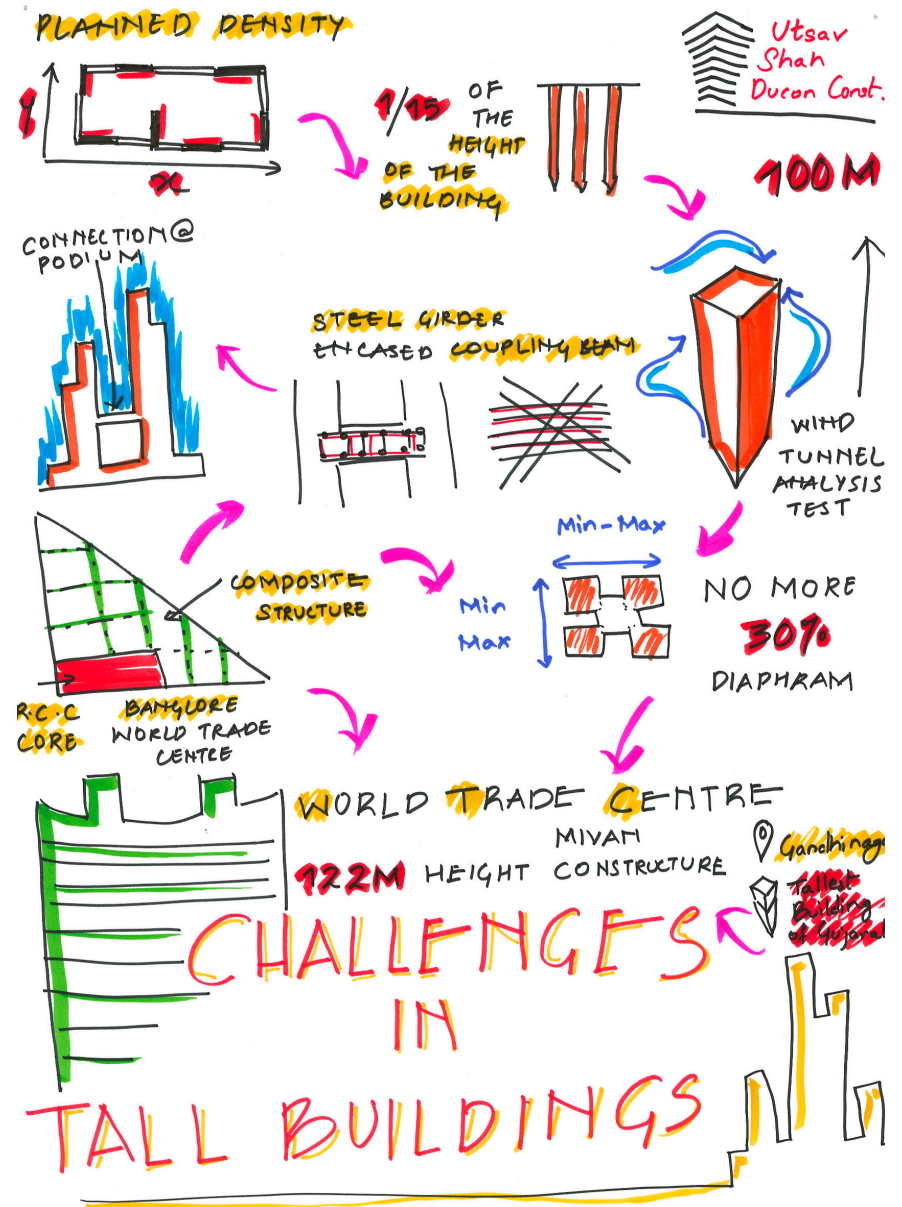 PLANNED DENSITY
y
x
1/15 OF
THE
HEIGHT
OF THE
BUILDING
Utsav
Shah
Ducon Const.
100M
CONNECTION@
PODIUM
STEEL GIRDER
ENCASED COUPLING BEAM
WIND
TUNNEL
ANALYSIS
TEST
COMPOSITE
STRUCTURE
Min-Max
Min
Max
NO MORE
30%
DIAPHRAM
R.C.C
CORE
BANGLORE
WORLD TRADE
CENTRE
WORLD TRADE CENTRE
122M HEIGHT
MIVAN
CONSTRUCTURE
Gandhinaga
Tallest
Building
of Gujarat
CHALLENGES
IN
TALL BUILDINGS